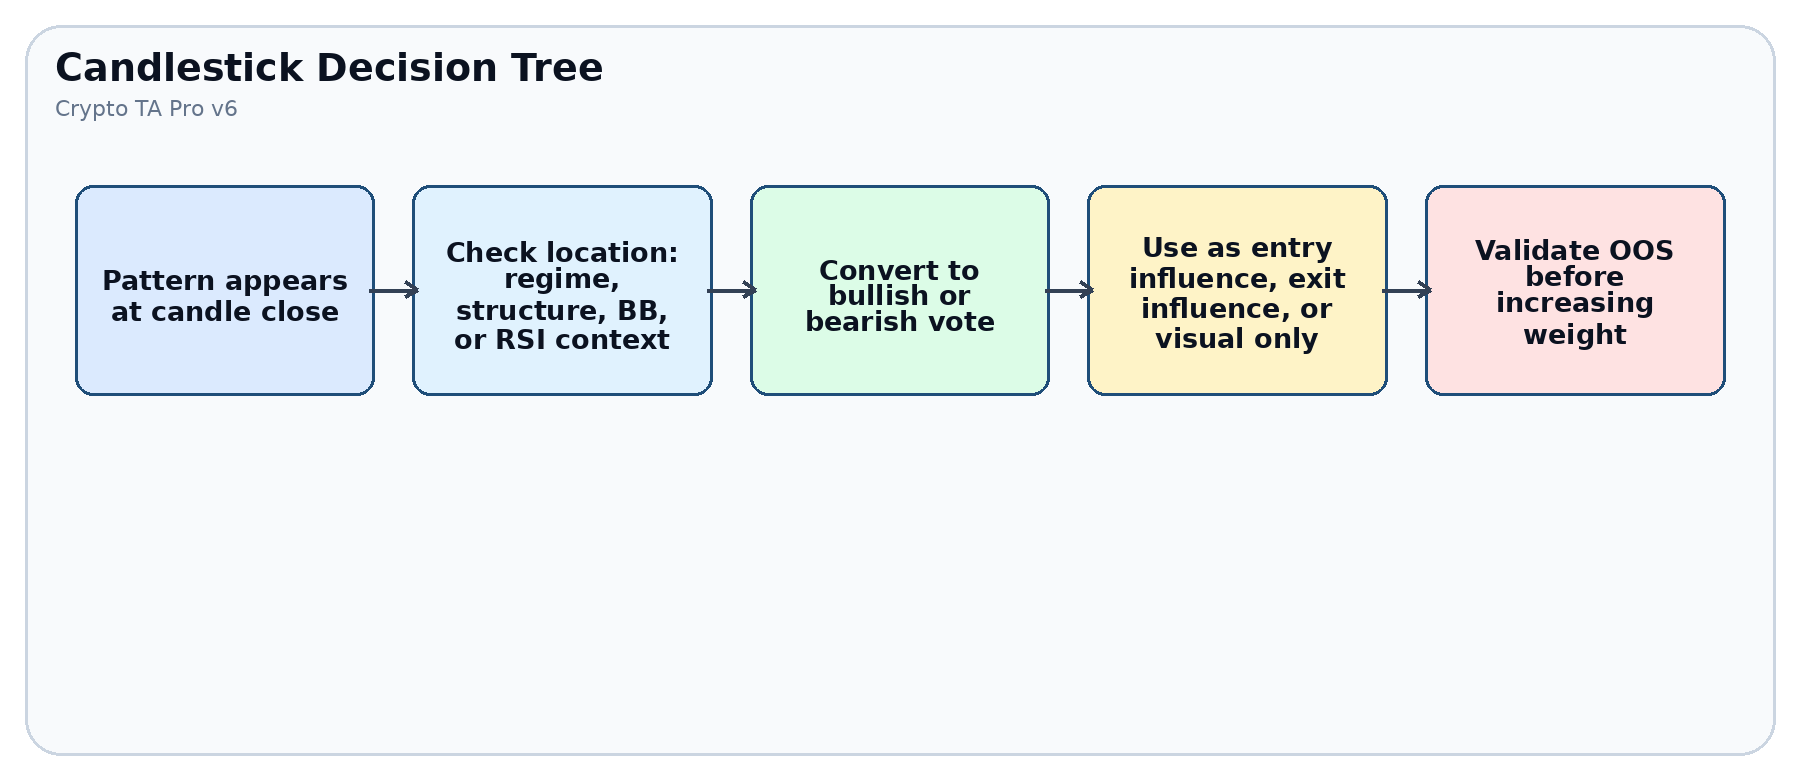 Candlestick Decision Tree
Crypto TA Pro v6
Pattern appears
at candle close
Check location:
regime,
structure, BB,
or RSI context
Convert to
bullish or
bearish vote
Use as entry
influence, exit
influence, or
visual only
Validate OOS
before
increasing
weight